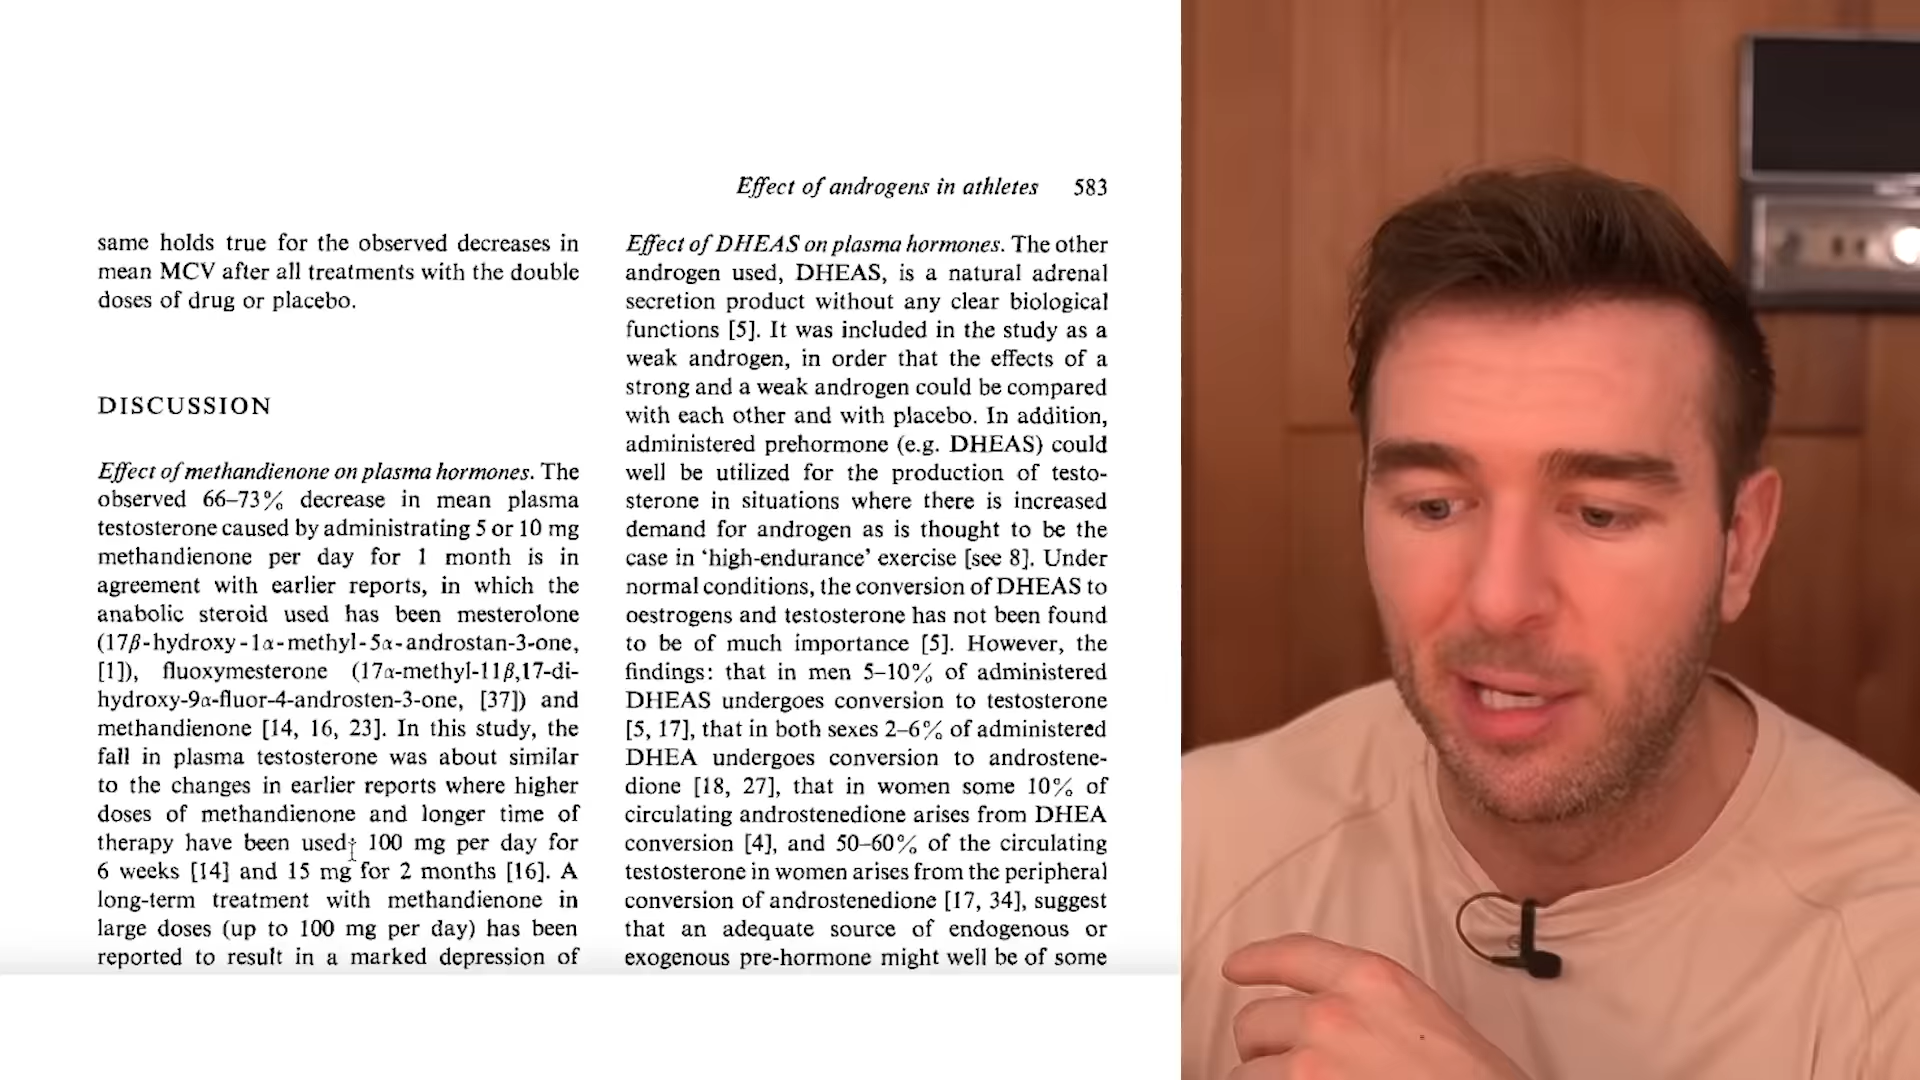 Effect of androgens in athletes 583
same holds true for the observed decreases in
mean MCV after all treatments with the double
doses of drug or placebo.
DISCUSSION
Effect of methandienone on plasma hormones. The
observed 66–73% decrease in mean plasma
testosterone caused by administrating 5 or 10 mg
methandienone per day for 1 month is in
agreement with earlier reports, in which the
anabolic steroid used has been mesterolone
(17β-hydroxy-1α-methyl-5α-androstan-3-one,
[1]), fluoxymesterone (17α-methyl-11β,17-di-
hydroxy-9α-fluor-4-androsten-3-one, [37]) and
methandienone [14, 16, 23]. In this study, the
fall in plasma testosterone was about similar
to the changes in earlier reports where higher
doses of methandienone and longer time of
therapy have been used; 100 mg per day for
6 weeks [14] and 15 mg for 2 months [16]. A
long-term treatment with methandienone in
large doses (up to 100 mg per day) has been
reported to result in a marked depression of
Effect of DHEAS on plasma hormones. The other
androgen used, DHEAS, is a natural adrenal
secretion product without any clear biological
functions [5]. It was included in the study as a
weak androgen, in order that the effects of a
strong and a weak androgen could be compared
with each other and with placebo. In addition,
administered prehormone (e.g. DHEAS) could
well be utilized for the production of testo-
sterone in situations where there is increased
demand for androgen as is thought to be the
case in ‘high-endurance’ exercise [see 8]. Under
normal conditions, the conversion of DHEAS to
oestrogens and testosterone has not been found
to be of much importance [5]. However, the
findings: that in men 5–10% of administered
DHEAS undergoes conversion to testosterone
[5, 17], that in both sexes 2–6% of administered
DHEA undergoes conversion to androstene-
dione [18, 27], that in women some 10% of
circulating androstenedione arises from DHEA
conversion [4], and 50–60% of the circulating
testosterone in women arises from the peripheral
conversion of androstenedione [17, 34], suggest
that an adequate source of endogenous or
exogenous pre-hormone might well be of some